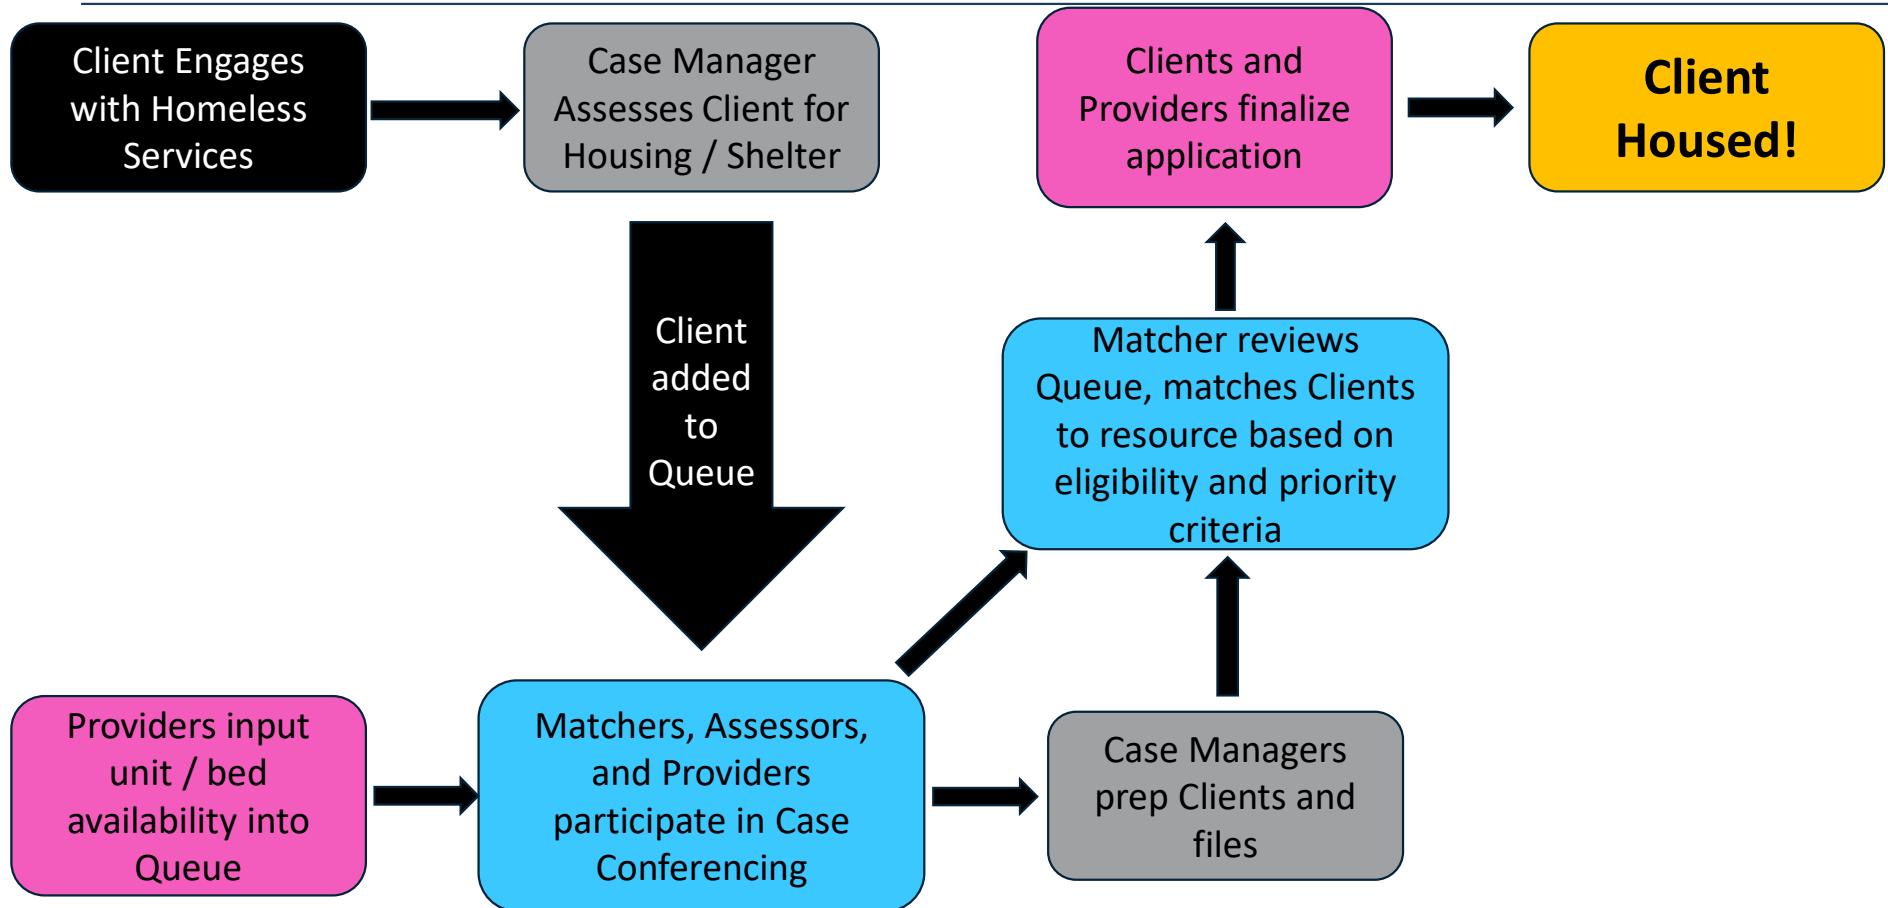 Client Engages
with Homeless
Services
Case Manager
Assesses Client for
Housing / Shelter
Client
added
to
Queue
Providers input
unit / bed
availability into
Queue
Matchers, Assessors,
and Providers
participate in Case
Conferencing
Case Managers
prep Clients and
files
Matcher reviews
Queue, matches Clients
to resource based on
eligibility and priority
criteria
Clients and
Providers finalize
application
Client
Housed!